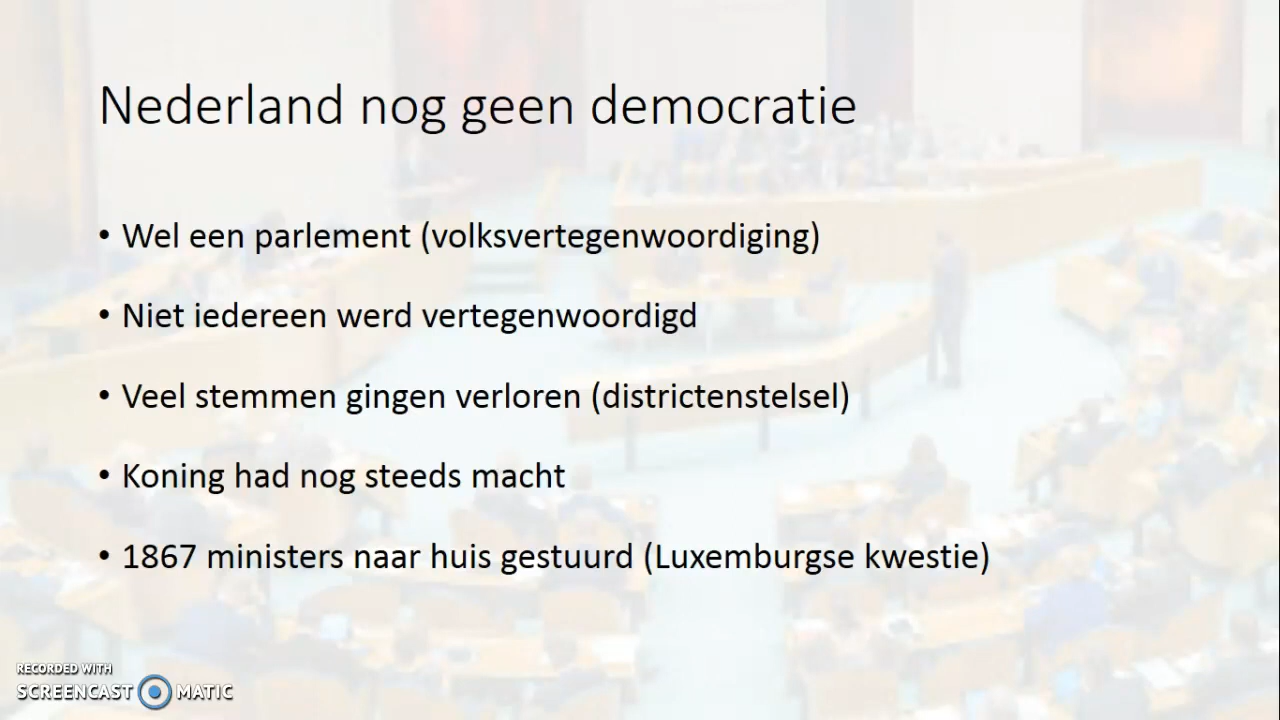 Nederland nog geen democratie
• Wel een parlement (volksvertegenwoordiging)
• Niet iedereen werd vertegenwoordigd
• Veel stemmen gingen verloren (districtenstelsel)
• Koning had nog steeds macht
• 1867 ministers naar huis gestuurd (Luxemburgse kwestie)
RECORDED WITH
SCREENCAST MATIC